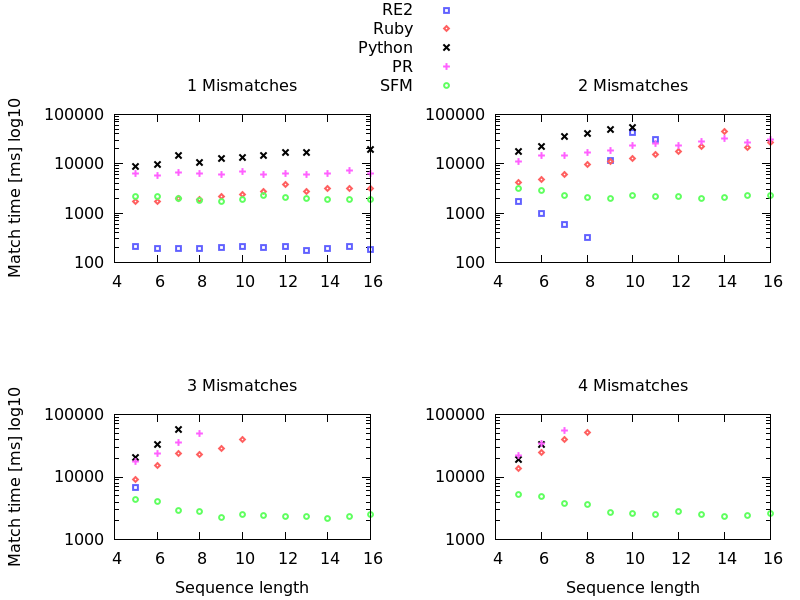 RE2
Ruby
Python
PR
SFM
1 Mismatches
2 Mismatches
Match time [ms] log10
100000
10000
1000
100
4 6 8 10 12 14 16
100000
10000
1000
100
4 6 8 10 12 14 16
3 Mismatches
4 Mismatches
Match time [ms] log10
100000
10000
1000
4 6 8 10 12 14 16
Sequence length
100000
10000
1000
4 6 8 10 12 14 16
Sequence length